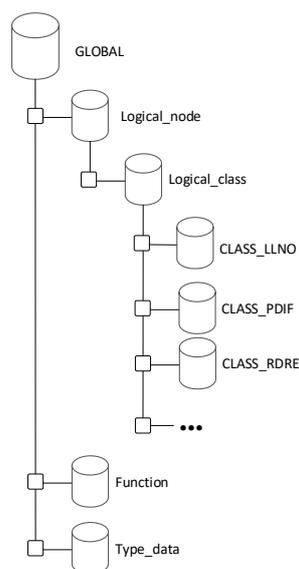 GLOBAL
Logical_node
Logical_class
CLASS_LLNO
CLASS_PDIF
CLASS_RDRE
•••
Function
Type_data